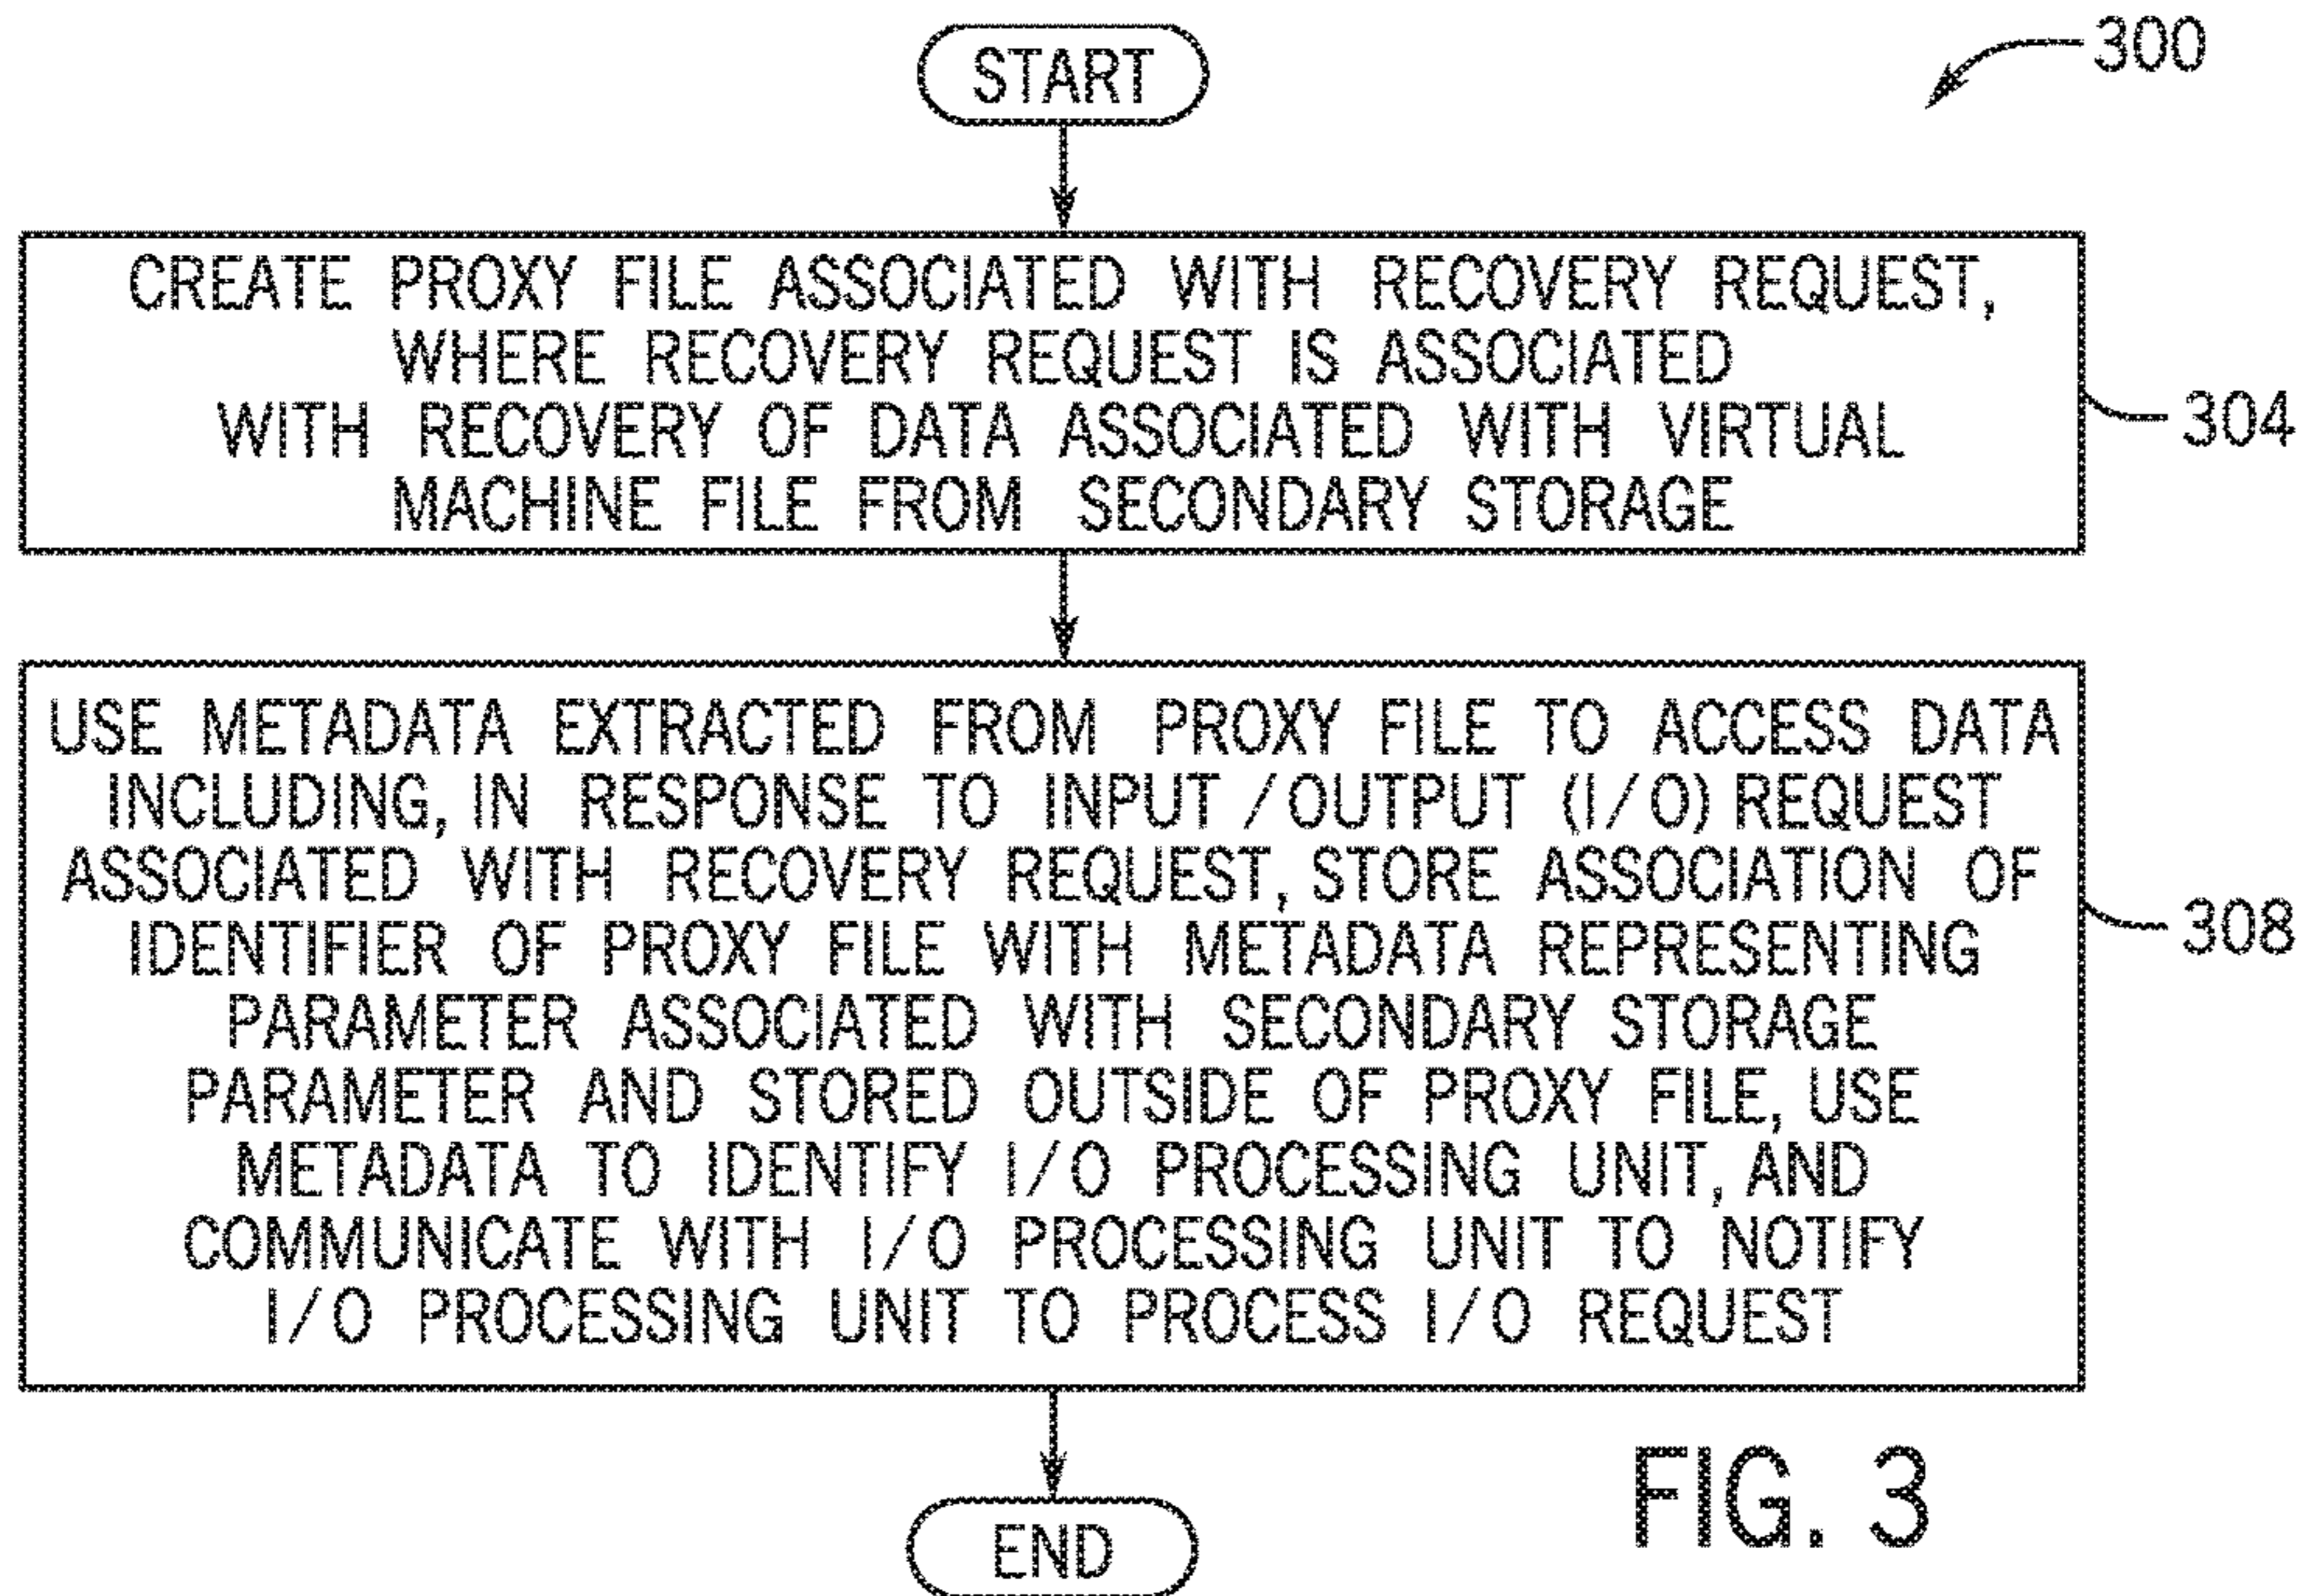 START
300
CREATE PROXY FILE ASSOCIATED WITH RECOVERY REQUEST,
WHERE RECOVERY REQUEST IS ASSOCIATED
WITH RECOVERY OF DATA ASSOCIATED WITH VIRTUAL
MACHINE FILE FROM SECONDARY STORAGE
304
USE METADATA EXTRACTED FROM PROXY FILE TO ACCESS DATA
INCLUDING, IN RESPONSE TO INPUT /OUTPUT (I/O) REQUEST
ASSOCIATED WITH RECOVERY REQUEST, STORE ASSOCIATION OF
IDENTIFIER OF PROXY FILE WITH METADATA REPRESENTING
PARAMETER ASSOCIATED WITH SECONDARY STORAGE
PARAMETER AND STORED OUTSIDE OF PROXY FILE, USE
METADATA TO IDENTIFY I/O PROCESSING UNIT, AND
COMMUNICATE WITH I/O PROCESSING UNIT TO NOTIFY
I/O PROCESSING UNIT TO PROCESS I/O REQUEST
308
END
FIG. 3